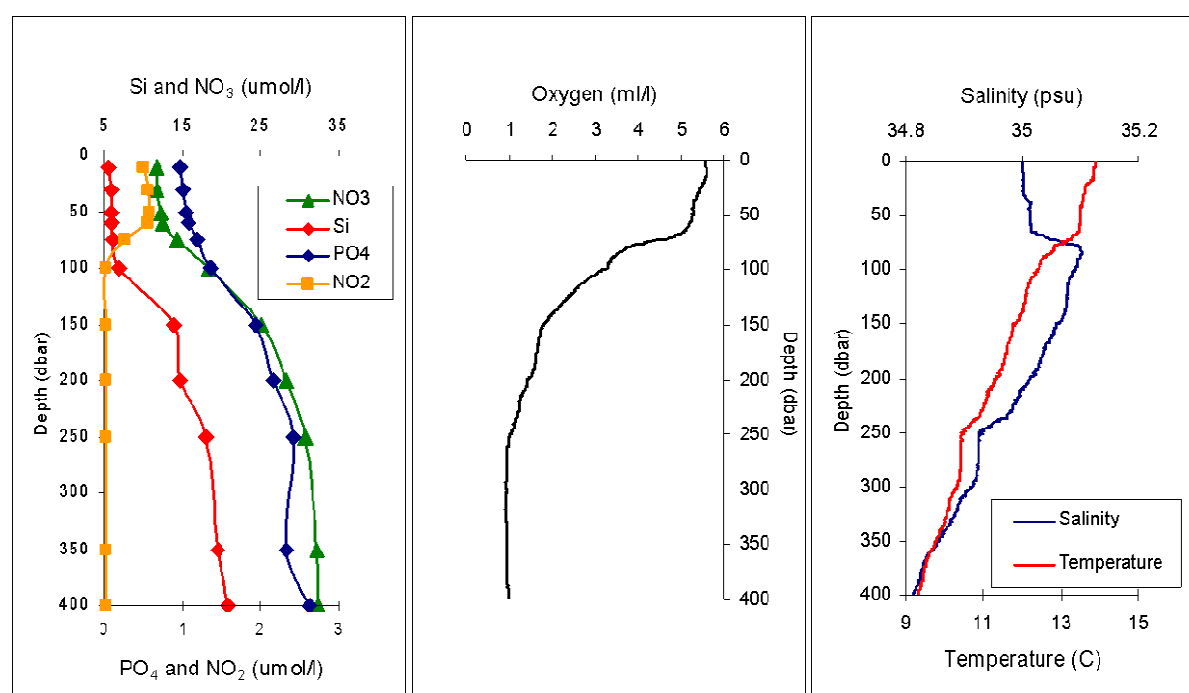 Si and NO₃ (umol/l)
5 15 25 35
0
50
100
150
200
250
300
350
400
Depth (dbar)
NO3
Si
PO4
NO2
0 1 2 3
PO₄ and NO₂ (umol/l)
Oxygen (ml/l)
0 1 2 3 4 5 6
0
50
100
150
200
250
300
350
400
Depth (dbar)
Salinity (psu)
34.8 35 35.2
0
50
100
150
200
250
300
350
400
Depth (dbar)
Salinity
Temperature
9 11 13 15
Temperature (C)